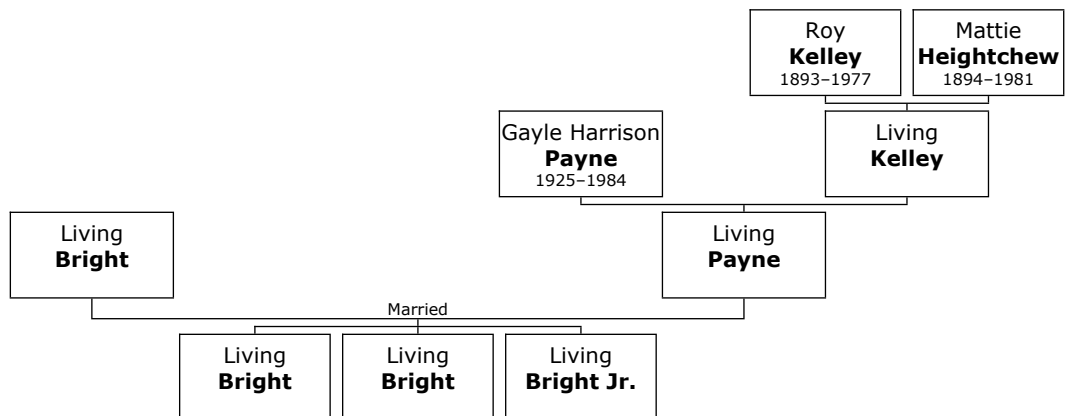 Roy
Kelley
1893–1977
Mattie
Heightchew
1894–1981
Gayle Harrison
Payne
1925–1984
Living
Kelley
Living
Bright
Living
Payne
Married
Living
Bright
Living
Bright
Living
Bright Jr.